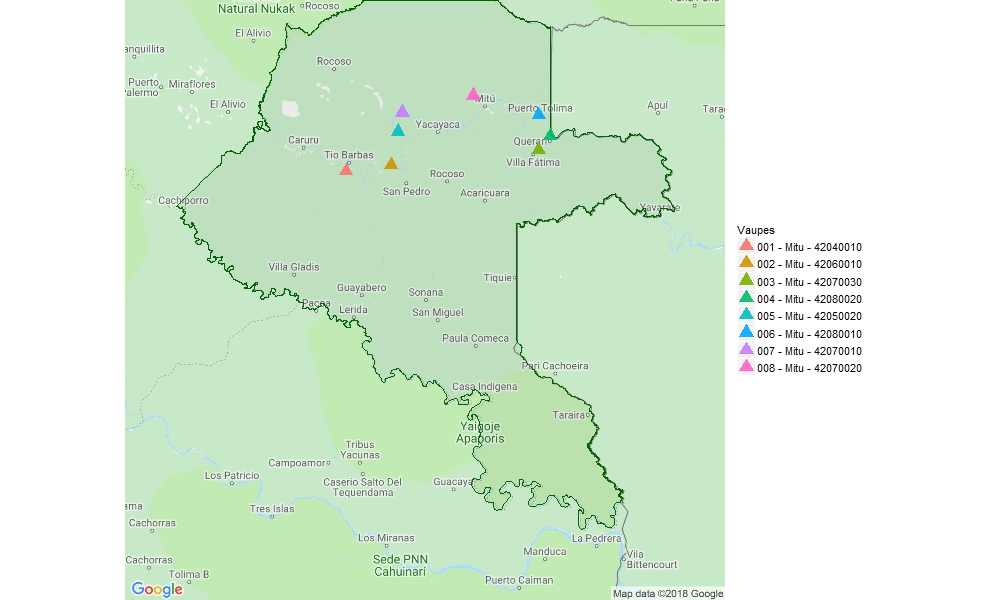 Natural Nukak
Rocoso
El Alivio
anquillita
Rocoso
Puerto
alermo
Miraflores
El Alivio
Mitú
Puerto Tolima
Apuí
Tara
Yacayaca
Caruru
Querari
Tio Barbas
Villa Fátima
Rocoso
San Pedro
Acaricuara
Cachiporro
Yavarate
Villa Gladis
Tiquie
Guayabero
Sonana
Pacoa
Lerida
San Miguel
Paula Comeca
Pari Cachoeira
Casa Indigena
Taraira
Yaigoje
Apaporis
Tribus
Yacunas
Campoamor
Los Patricio
Caserio Salto Del
Tequendama
Guacaya
ama
Cachorras
Tres Islas
Los Miranas
La Pedrera
Manduca
Sede PNN
Cahuinarí
Cachorras
Tolima B
Vila
Bittencourt
Puerto Caiman
Google
Map data ©2018 Google
Vaupes
001 - Mitu - 42040010
002 - Mitu - 42060010
003 - Mitu - 42070030
004 - Mitu - 42080020
005 - Mitu - 42050020
006 - Mitu - 42080010
007 - Mitu - 42070010
008 - Mitu - 42070020